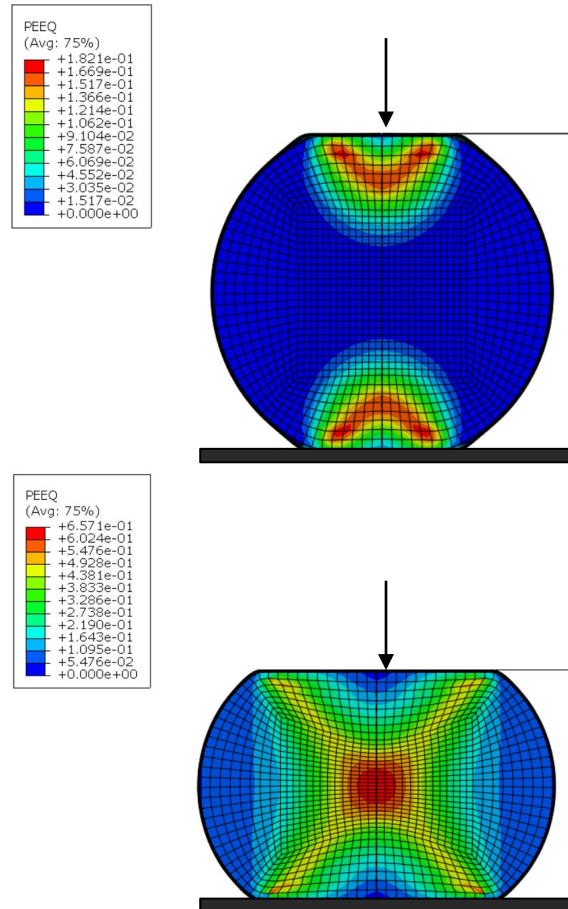 PEEQ
(Avg: 75%)
+1.821e-01
+1.669e-01
+1.517e-01
+1.366e-01
+1.214e-01
+1.062e-01
+9.104e-02
+7.587e-02
+6.069e-02
+4.552e-02
+3.035e-02
+1.517e-02
+0.000e+00
PEEQ
(Avg: 75%)
+6.571e-01
+6.024e-01
+5.476e-01
+4.928e-01
+4.381e-01
+3.833e-01
+3.286e-01
+2.738e-01
+2.190e-01
+1.643e-01
+1.095e-01
+5.476e-02
+0.000e+00